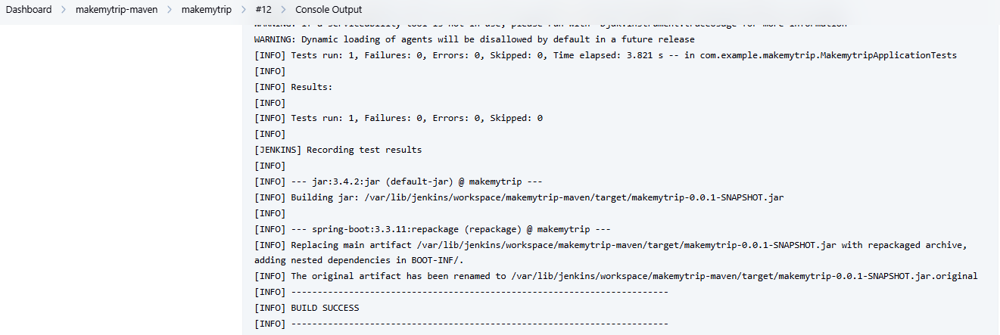 Dashboard > makemytrip-maven > makemytrip > #12 > Console Output
WARNING: If a serviceability tool is not in use, please run with -Djdk.instrument.traceUsage for more information
WARNING: Dynamic loading of agents will be disallowed by default in a future release
[INFO] Tests run: 1, Failures: 0, Errors: 0, Skipped: 0, Time elapsed: 3.821 s -- in com.example.makemytrip.MakemytripApplicationTests
[INFO]
[INFO] Results:
[INFO]
[INFO] Tests run: 1, Failures: 0, Errors: 0, Skipped: 0
[INFO]
[JENKINS] Recording test results
[INFO]
[INFO] --- jar:3.4.2:jar (default-jar) @ makemytrip ---
[INFO] Building jar: /var/lib/jenkins/workspace/makemytrip-maven/target/makemytrip-0.0.1-SNAPSHOT.jar
[INFO]
[INFO] --- spring-boot:3.3.11:repackage (repackage) @ makemytrip ---
[INFO] Replacing main artifact /var/lib/jenkins/workspace/makemytrip-maven/target/makemytrip-0.0.1-SNAPSHOT.jar with repackaged archive,
adding nested dependencies in BOOT-INF/.
[INFO] The original artifact has been renamed to /var/lib/jenkins/workspace/makemytrip-maven/target/makemytrip-0.0.1-SNAPSHOT.jar.original
[INFO] ------------------------------------------------------------------------
[INFO] BUILD SUCCESS
[INFO] ------------------------------------------------------------------------